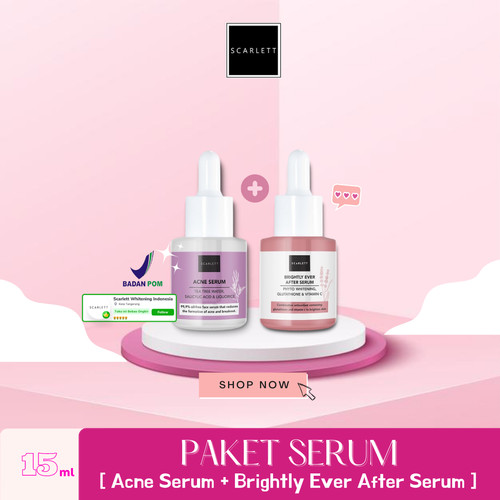 SCARLETT
SCARLETT
ACNE SERUM
TEA TREE WATER,
SALICYLIC ACID & LIQUORICE
SCARLETT
BRIGHTLY EVER
AFTER SERUM
PHYTO WHITENING,
GLUTATHIONE & VITAMIN C
BADAN POM
Scarlett Whitening Indonesia
Follow
SHOP NOW
15ml
PAKET SERUM
[ Acne Serum + Brightly Ever After Serum ]